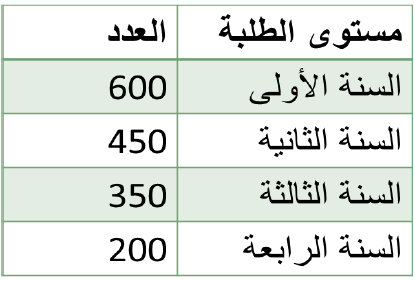 مستوى الطلبة العدد
السنة الأولى 600
السنة الثانية 450
السنة الثالثة 350
السنة الرابعة 200